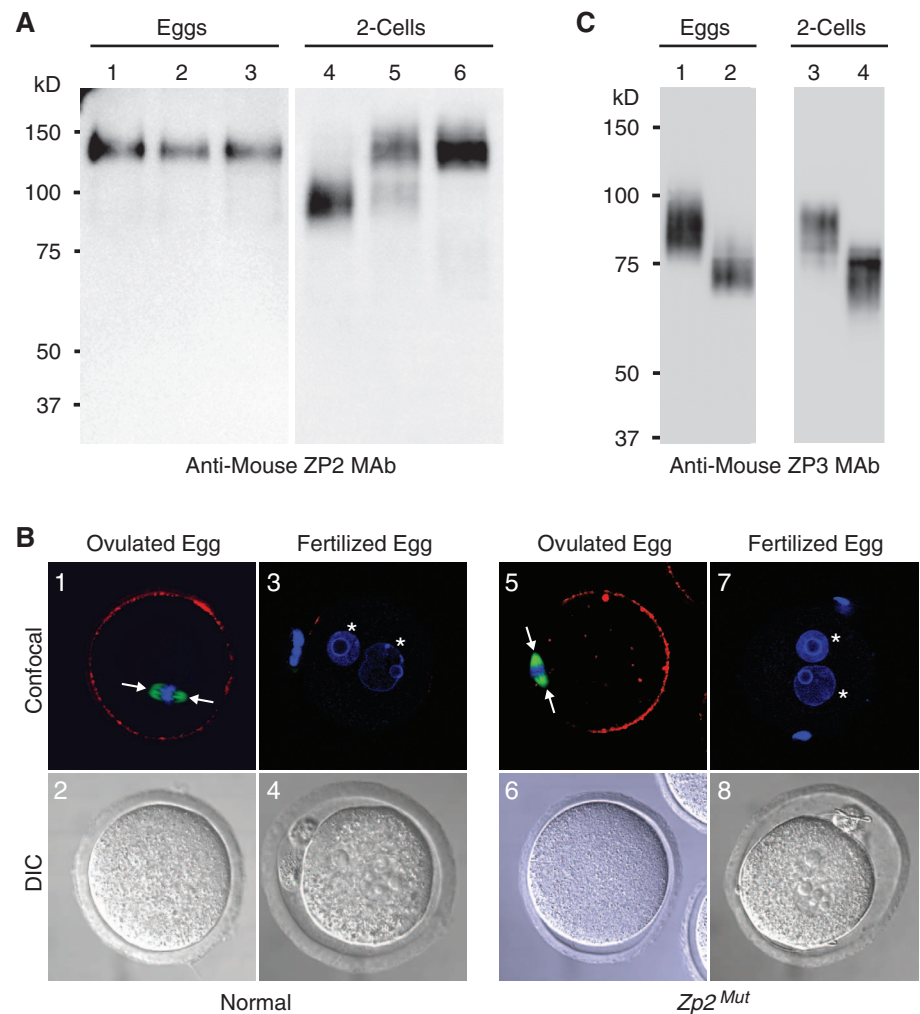 A
Eggs
2-Cells
1 2 3 4 5 6
kD
150
100
75
50
37
Anti-Mouse ZP2 MAb
C
Eggs
2-Cells
1 2 3 4
kD
150
100
75
50
37
Anti-Mouse ZP3 MAb
B
Ovulated Egg
Fertilized Egg
Ovulated Egg
Fertilized Egg
Confocal
1
*
*
3
5
*
*
7
DIC
2
4
6
8
Normal
Zp2 Mut